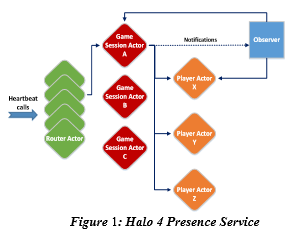 Game
Session Actor
A
Notifications
Observer
Player Actor
X
Heartbeat
calls
Game
Session Actor
B
Router Actor
Player Actor
Y
Game
Session Actor
C
Player Actor
Z
Figure 1: Halo 4 Presence Service